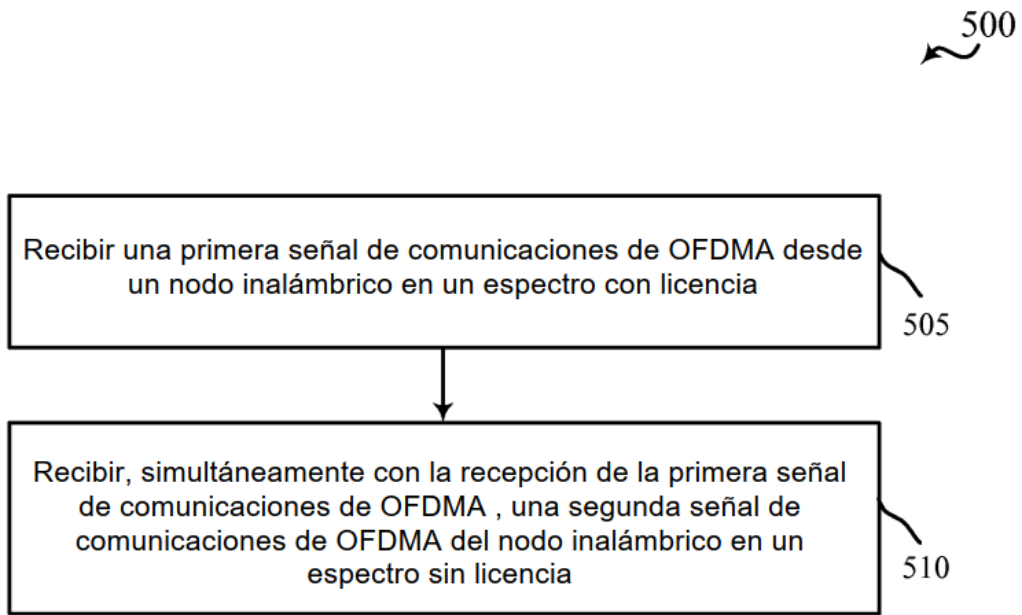 500
Recibir una primera señal de comunicaciones de OFDMA desde
un nodo inalámbrico en un espectro con licencia
505
Recibir, simultáneamente con la recepción de la primera señal
de comunicaciones de OFDMA , una segunda señal de
comunicaciones de OFDMA del nodo inalámbrico en un
espectro sin licencia
510